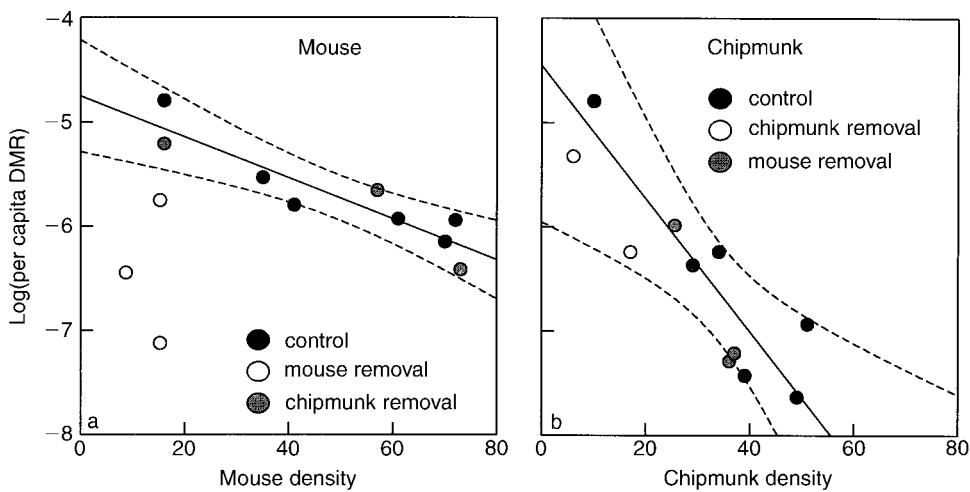 Mouse
Log(per capita DMR)
−4
−5
−6
−7
−8
control
mouse removal
chipmunk removal
a
0
20
40
60
80
Mouse density
Chipmunk
control
chipmunk removal
mouse removal
b
0
20
40
60
80
Chipmunk density